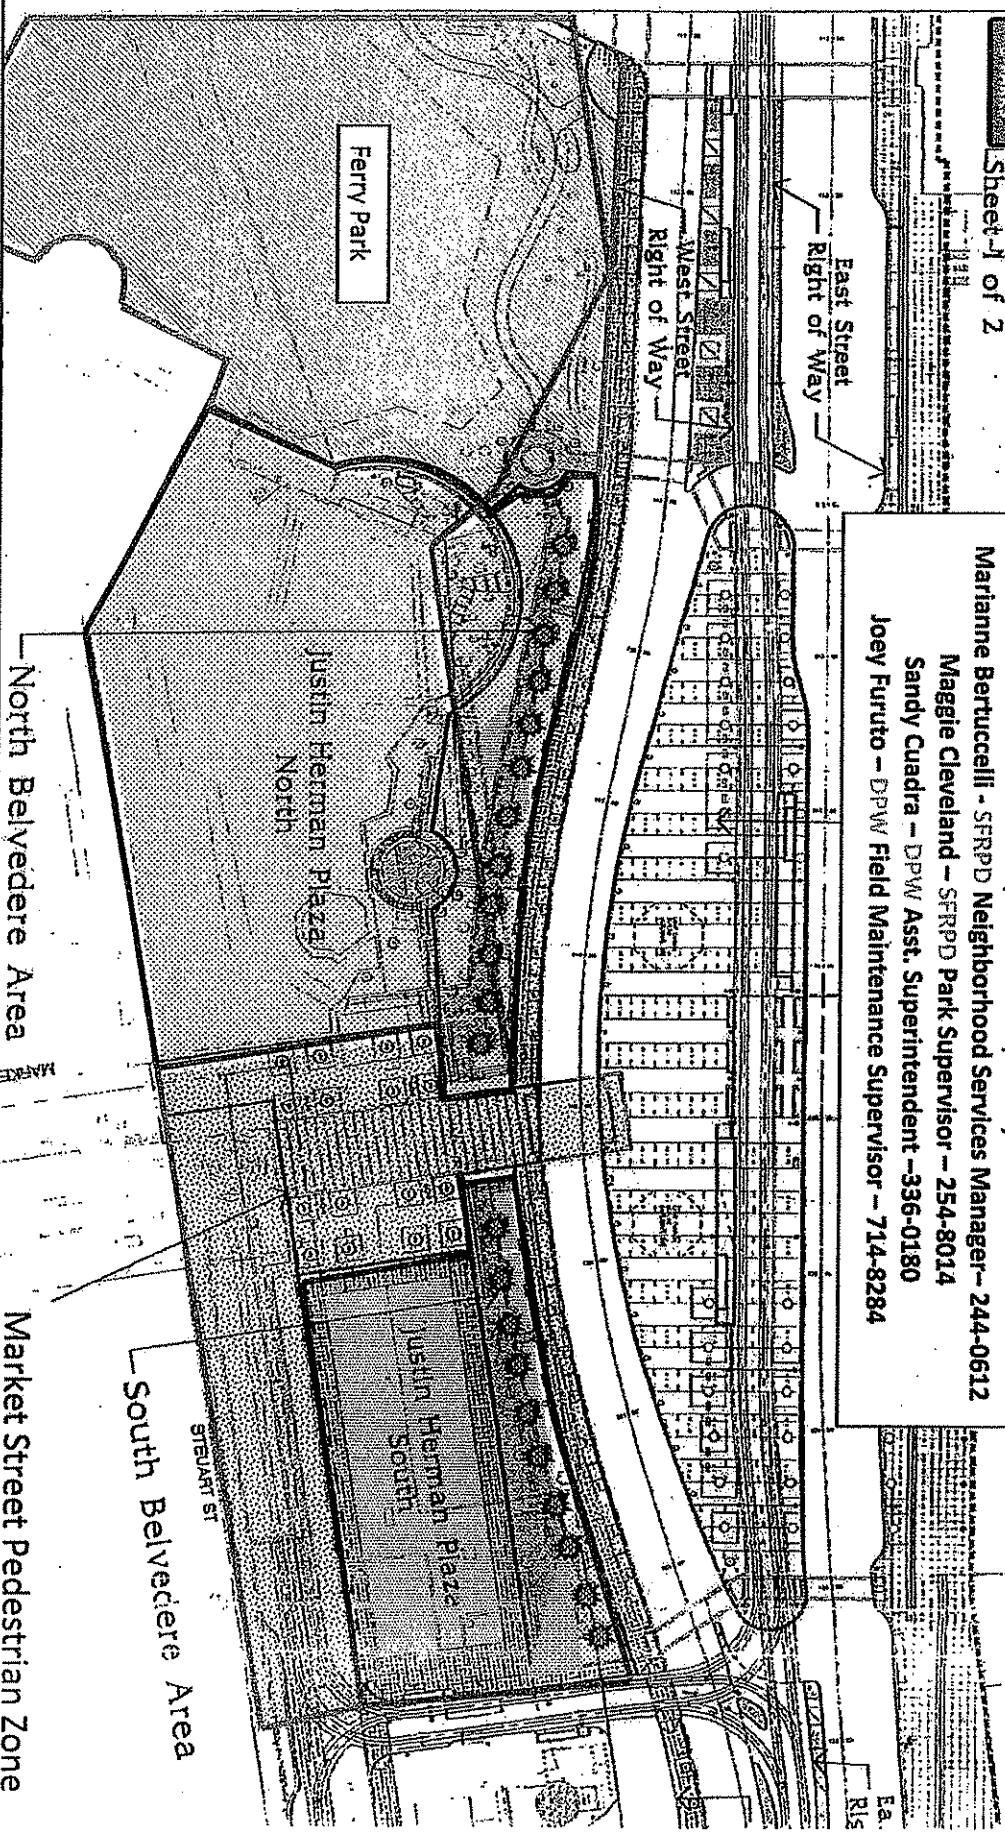 Sheet 1 of 2
Marianne Bertuccelli - SFRPD Neighborhood Services Manager– 244-0612
Maggie Cleveland – SFRPD Park Supervisor – 254-8014
Sandy Cuadra – DPW Asst. Superintendent –336-0180
Joey Furuto – DPW Field Maintenance Supervisor – 714-8284
East Street
Right of Way
West Street
Right of Way
Ferry Park
Justin Herman Plaza
North
Justin Herman Plaza
South
North Belvedere Area
South Belvedere Area
STEUART ST
Market Street Pedestrian Zone